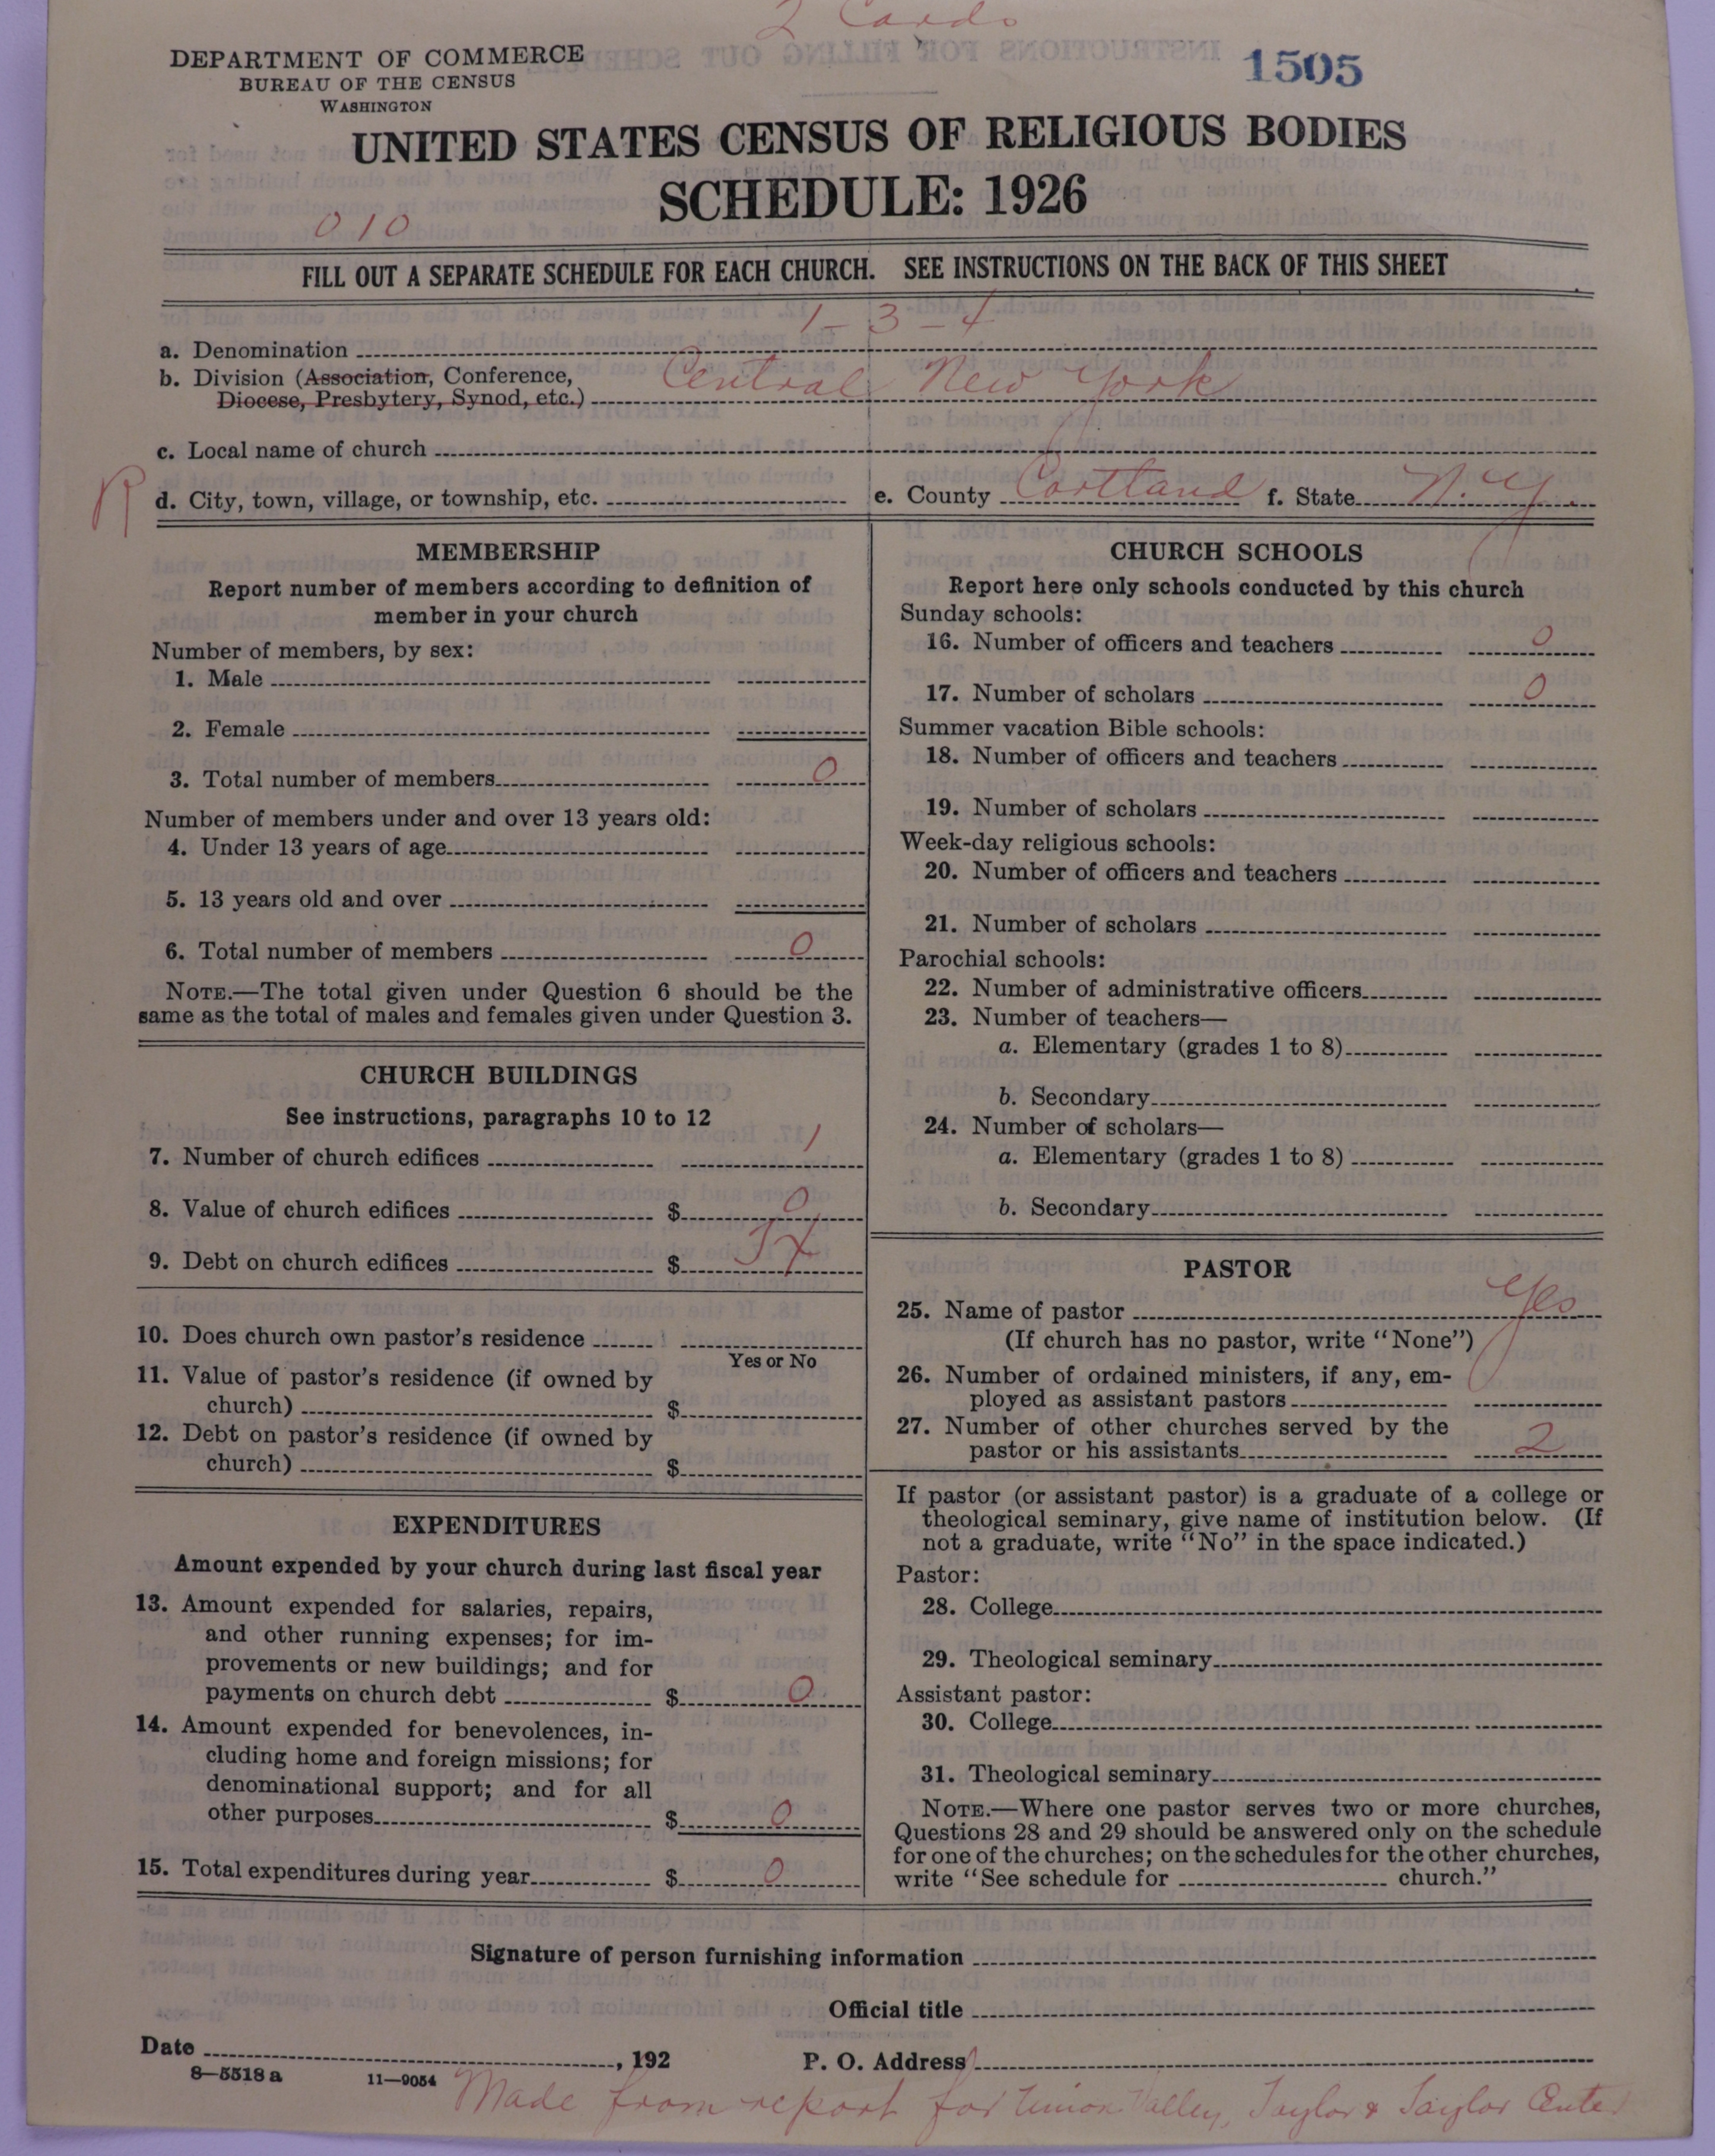 2 Cards
DEPARTMENT OF COMMERCE
BUREAU OF THE CENSUS
WASHINGTON
1505
UNITED STATES CENSUS OF RELIGIOUS BODIES
SCHEDULE: 1926
010
FILL OUT A SEPARATE SCHEDULE FOR EACH CHURCH. SEE INSTRUCTIONS ON THE BACK OF THIS SHEET
1-3-4
a. Denomination
b. Division (Association, Conference, Central New York
Diocese, Presbytery, Synod, etc.)
c. Local name of church
R d. City, town, village, or township, etc. e. County Cortland f. State N.Y.
MEMBERSHIP
Report number of members according to definition of
member in your church
Number of members, by sex:
1. Male
2. Female
3. Total number of members 0
Number of members under and over 13 years old:
4. Under 13 years of age
5. 13 years old and over
6. Total number of members 0
NOTE.—The total given under Question 6 should be the
same as the total of males and females given under Question 3.
CHURCH BUILDINGS
See instructions, paragraphs 10 to 12
7. Number of church edifices 1
8. Value of church edifices $ 0
9. Debt on church edifices $
10. Does church own pastor's residence
Yes or No
11. Value of pastor's residence (if owned by
church) $
12. Debt on pastor's residence (if owned by
church) $
EXPENDITURES
Amount expended by your church during last fiscal year
13. Amount expended for salaries, repairs,
and other running expenses; for im-
provements or new buildings; and for
payments on church debt $ 0
14. Amount expended for benevolences, in-
cluding home and foreign missions; for
denominational support; and for all
other purposes $ 0
15. Total expenditures during year $ 0
CHURCH SCHOOLS
Report here only schools conducted by this church
Sunday schools:
16. Number of officers and teachers 0
17. Number of scholars 0
Summer vacation Bible schools:
18. Number of officers and teachers
19. Number of scholars
Week-day religious schools:
20. Number of officers and teachers
21. Number of scholars
Parochial schools:
22. Number of administrative officers
23. Number of teachers—
a. Elementary (grades 1 to 8)
b. Secondary
24. Number of scholars—
a. Elementary (grades 1 to 8)
b. Secondary
PASTOR
25. Name of pastor Yes
(If church has no pastor, write "None")
26. Number of ordained ministers, if any, em-
ployed as assistant pastors
27. Number of other churches served by the
pastor or his assistants 2
If pastor (or assistant pastor) is a graduate of a college or
theological seminary, give name of institution below. (If
not a graduate, write "No" in the space indicated.)
Pastor:
28. College
29. Theological seminary
Assistant pastor:
30. College
31. Theological seminary
NOTE.—Where one pastor serves two or more churches,
Questions 28 and 29 should be answered only on the schedule
for one of the churches; on the schedules for the other churches,
write "See schedule for church."
Signature of person furnishing information
Official title
Date , 192 P. O. Address
8—5518 a 11—9054
Made from report for Union Valley, Taylor & Taylor Center